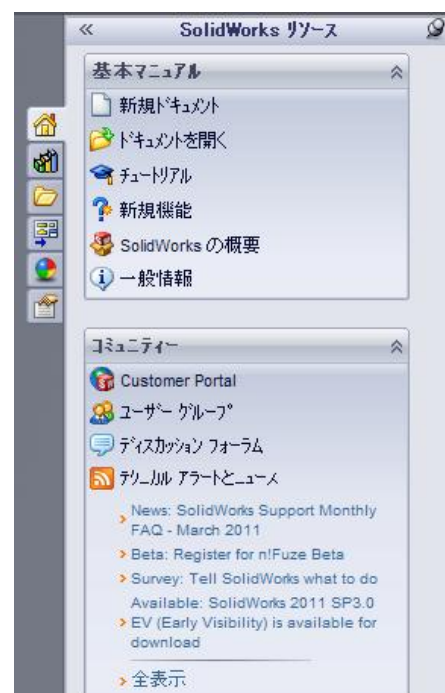 SolidWorks リソース
基本マニュアル
新規ドキュメント
ドキュメントを開く
チュートリアル
新規機能
SolidWorks の概要
一般情報
コミュニティー
Customer Portal
ユーザー グループ
ディスカッション フォーラム
テクニカル アラートとニュース
News: SolidWorks Support Monthly
FAQ - March 2011
Beta: Register for n!Fuze Beta
Survey: Tell SolidWorks what to do
Available: SolidWorks 2011 SP3.0
EV (Early Visibility) is available for
download
全表示